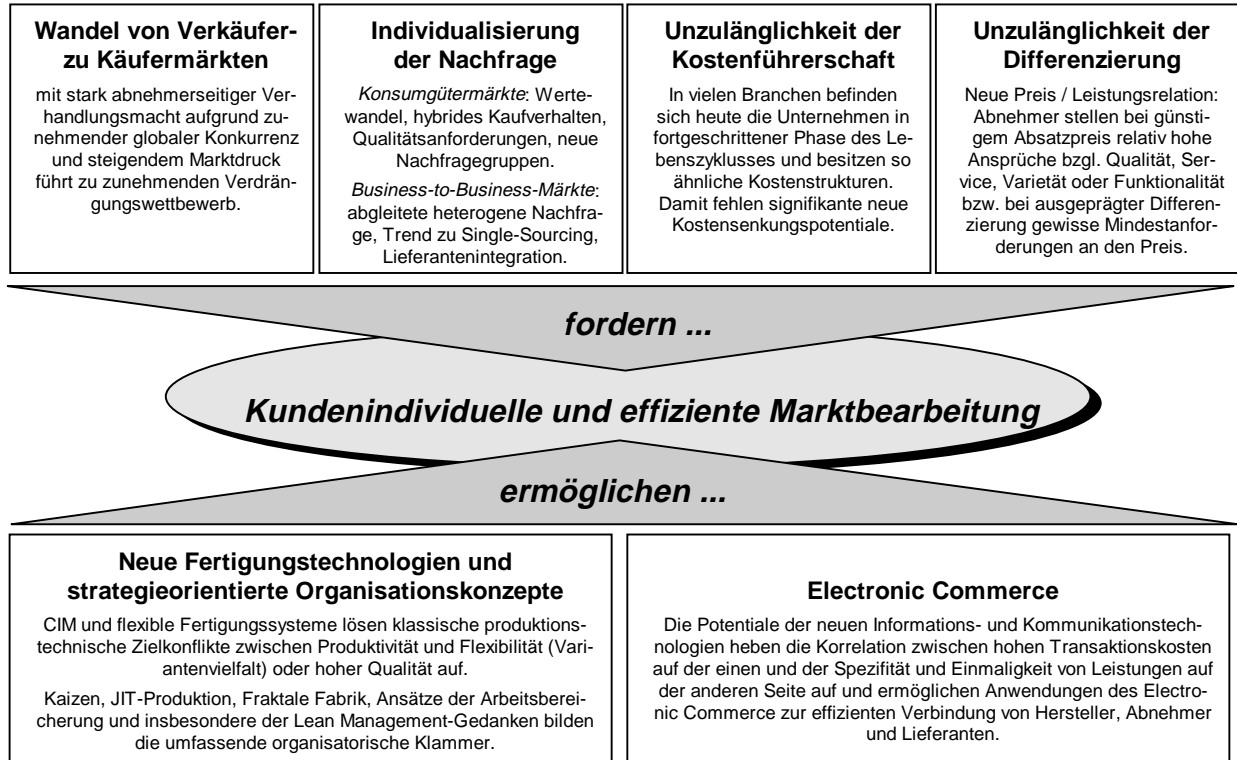 Wandel von Verkäufer-
zu Käufermärkten
mit stark abnehmerseitiger Ver-
handlungsmacht aufgrund zu-
nehmender globaler Konkurrenz
und steigendem Marktdruck
führt zu zunehmenden Verdrän-
gungswettbewerb.
Individualisierung
der Nachfrage
Konsumgütermärkte: Werte-
wandel, hybrides Kaufverhalten,
Qualitätsanforderungen, neue
Nachfragegruppen.
Business-to-Business-Märkte:
abgleitete heterogene Nachfra-
ge, Trend zu Single-Sourcing,
Lieferantenintegration.
Unzulänglichkeit der
Kostenführerschaft
In vielen Branchen befinden
sich heute die Unternehmen in
fortgeschrittener Phase des Le-
benszyklusses und besitzen so
ähnliche Kostenstrukturen.
Damit fehlen signifikante neue
Kostensenkungspotentiale.
Unzulänglichkeit der
Differenzierung
Neue Preis / Leistungsrelation:
Abnehmer stellen bei günsti-
gem Absatzpreis relativ hohe
Ansprüche bzgl. Qualität, Ser-
vice, Varietät oder Funktionalität
bzw. bei ausgeprägter Differen-
zierung gewisse Mindestanfor-
derungen an den Preis.
fordern ...
Kundenindividuelle und effiziente Marktbearbeitung
ermöglichen ...
Neue Fertigungstechnologien und
strategieorientierte Organisationskonzepte
CIM und flexible Fertigungssysteme lösen klassische produktions-
technische Zielkonflikte zwischen Produktivität und Flexibilität (Vari-
antenvielfalt) oder hoher Qualität auf.
Kaizen, JIT-Produktion, Fraktale Fabrik, Ansätze der Arbeitsberei-
cherung und insbesondere der Lean Management-Gedanken bilden
die umfassende organisatorische Klammer.
Electronic Commerce
Die Potentiale der neuen Informations- und Kommunikationstech-
nologien heben die Korrelation zwischen hohen Transaktionskosten
auf der einen und der Spezifität und Einmaligkeit von Leistungen auf
der anderen Seite auf und ermöglichen Anwendungen des Electro-
nic Commerce zur effizienten Verbindung von Hersteller, Abnehmer
und Lieferanten.